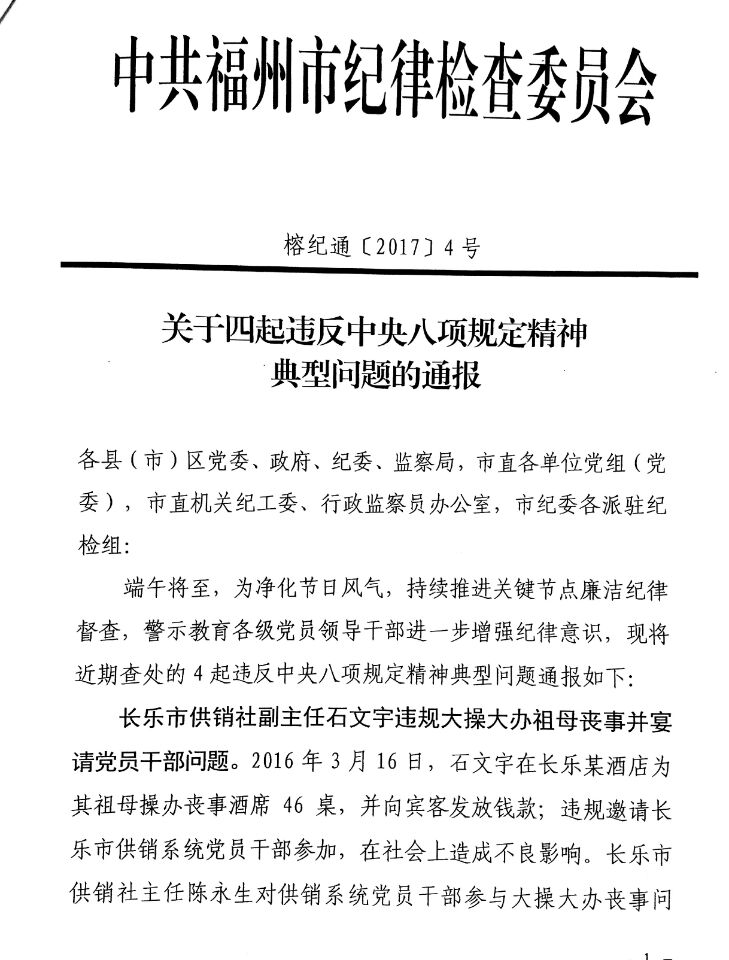 中共福州市纪律检查委员会
榕纪通〔2017〕4号
关于四起违反中央八项规定精神
典型问题的通报
各县（市）区党委、政府、纪委、监察局，市直各单位党组（党
委），市直机关纪工委、行政监察员办公室，市纪委各派驻纪
检组：
端午将至，为净化节日风气，持续推进关键节点廉洁纪律
督查，警示教育各级党员领导干部进一步增强纪律意识，现将
近期查处的4起违反中央八项规定精神典型问题通报如下：
长乐市供销社副主任石文宇违规大操大办祖母丧事并宴
请党员干部问题。2016年3月16日，石文宇在长乐某酒店为
其祖母操办丧事酒席 46 桌，并向宾客发放钱款；违规邀请长
乐市供销系统党员干部参加，在社会上造成不良影响。长乐市
供销社主任陈永生对供销系统党员干部参与大操大办丧事问
- 1 -